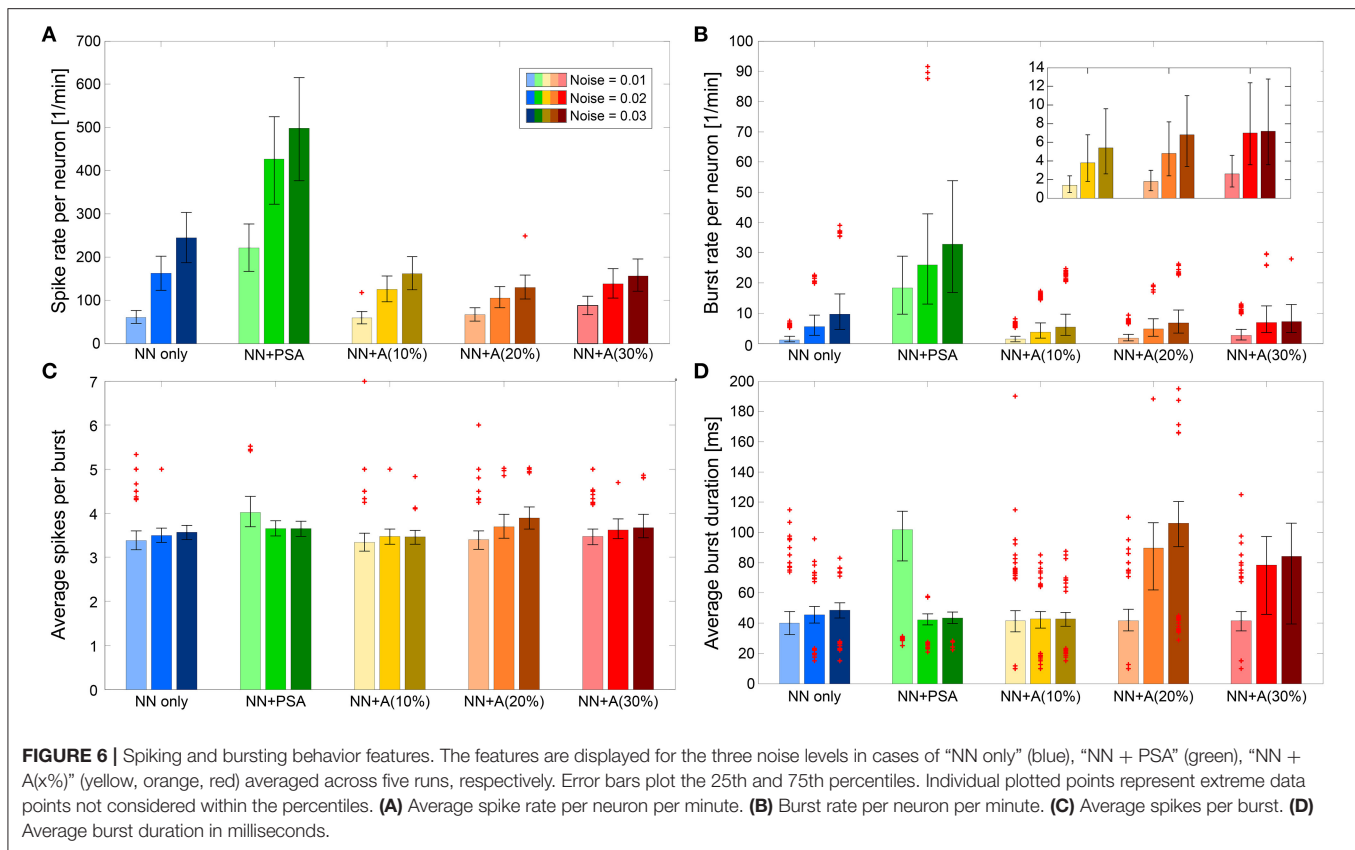 A
Spike rate per neuron [1/min]
700
600
500
400
300
200
100
0
NN only NN+PSA NN+A(10%) NN+A(20%) NN+A(30%)
Noise = 0.01
Noise = 0.02
Noise = 0.03
B
Burst rate per neuron [1/min]
100
90
80
70
60
50
40
30
20
10
0
14
12
10
8
6
4
2
0
NN only NN+PSA NN+A(10%) NN+A(20%) NN+A(30%)
C
Average spikes per burst
7
6
5
4
3
2
1
0
NN only NN+PSA NN+A(10%) NN+A(20%) NN+A(30%)
D
Average burst duration [ms]
200
180
160
140
120
100
80
60
40
20
0
NN only NN+PSA NN+A(10%) NN+A(20%) NN+A(30%)
FIGURE 6 | Spiking and bursting behavior features. The features are displayed for the three noise levels in cases of “NN only” (blue), “NN + PSA” (green), “NN +
A(x%)” (yellow, orange, red) averaged across five runs, respectively. Error bars plot the 25th and 75th percentiles. Individual plotted points represent extreme data
points not considered within the percentiles. (A) Average spike rate per neuron per minute. (B) Burst rate per neuron per minute. (C) Average spikes per burst. (D)
Average burst duration in milliseconds.